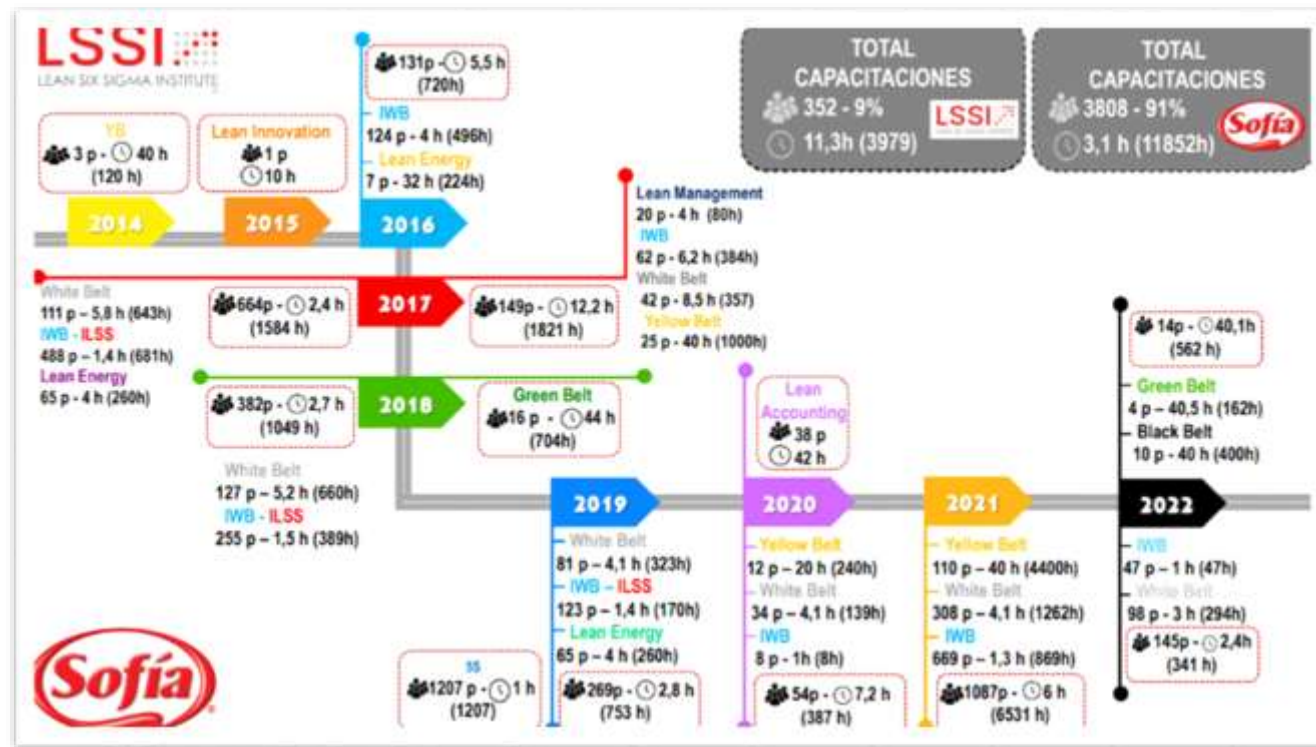 LSSI
LEAN SIX SIGMA INSTITUTE
131p - 5,5 h
(720h)
IWB
124 p - 4 h (496h)
Lean Energy
7 p - 32 h (224h)
TOTAL
CAPACITACIONES
352 - 9%
11,3h (3979)
LSSI
TOTAL
CAPACITACIONES
3808 - 91%
3,1 h (11852h)
Sofía
YB
3 p - 40 h
(120 h)
Lean Innovation
1 p
10 h
2014
2015
2016
Lean Management
20 p - 4 h (80h)
IWB
62 p - 6,2 h (384h)
White Belt
42 p - 8,5 h (357)
Yellow Belt
25 p - 40 h (1000h)
White Belt
111 p – 5,8 h (643h)
IWB - ILSS
488 p – 1,4 h (681h)
Lean Energy
65 p - 4 h (260h)
664p - 2,4 h
(1584 h)
2017
149p - 12,2 h
(1821 h)
382p - 2,7 h
(1049 h)
2018
Green Belt
16 p - 44 h
(704h)
White Belt
127 p – 5,2 h (660h)
IWB - ILSS
255 p – 1,5 h (389h)
Lean
Accounting
38 p
42 h
14p - 40,1h
(562 h)
Green Belt
4 p – 40,5 h (162h)
Black Belt
10 p - 40 h (400h)
2019
2020
2021
2022
White Belt
81 p – 4,1 h (323h)
IWB – ILSS
123 p – 1,4 h (170h)
Lean Energy
65 p – 4 h (260h)
269p - 2,8 h
(753 h)
1207 p - 1 h
(1207)
Yellow Belt
12 p – 20 h (240h)
White Belt
34 p – 4,1 h (139h)
IWB
8 p - 1h (8h)
54p - 7,2 h
(387 h)
Yellow Belt
110 p – 40 h (4400h)
White Belt
308 p – 4,1 h (1262h)
IWB
669 p – 1,3 h (869h)
1087p - 6 h
(6531 h)
IWB
47 p – 1 h (47h)
White Belt
98 p - 3 h (294h)
145p - 2,4h
(341 h)
Sofía